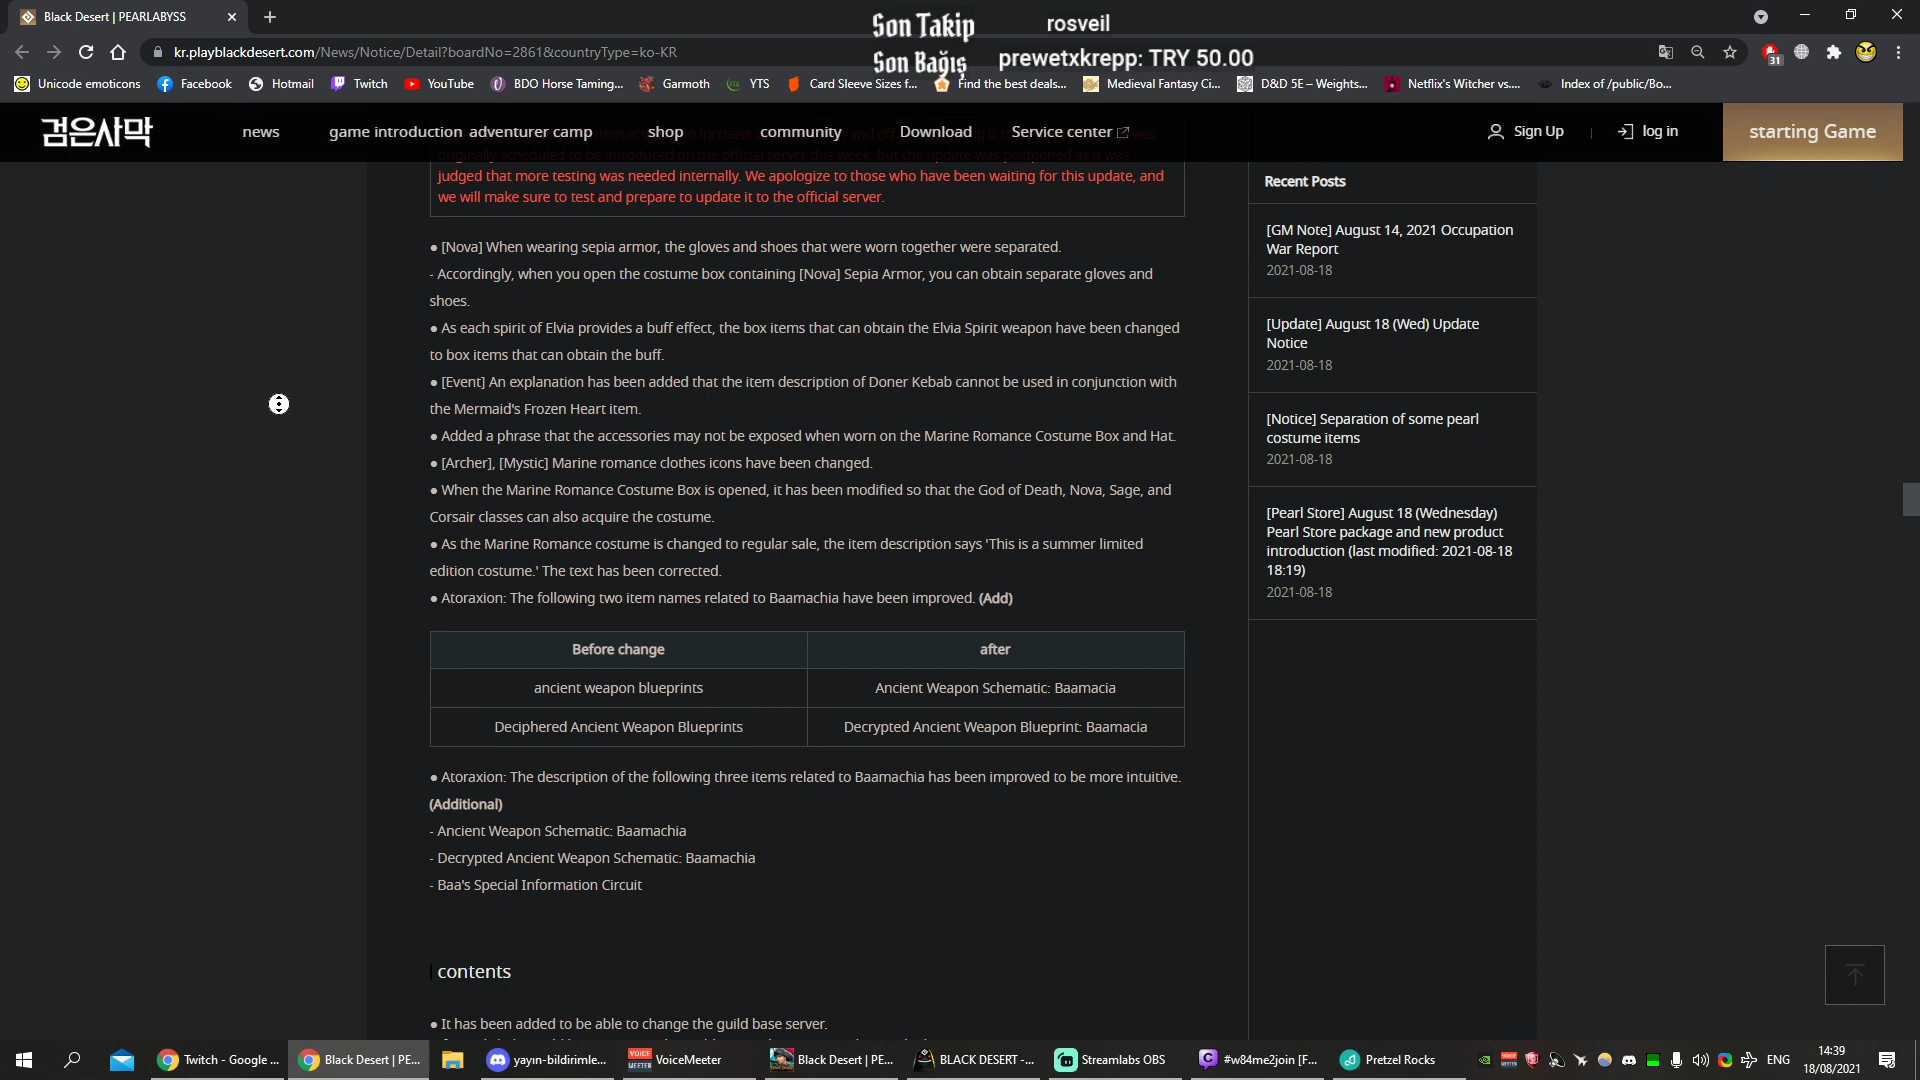 Black Desert | PEARLABYSS
Son Takip rosveil
Son Bağış prewetxkrepp: TRY 50.00
kr.playblackdesert.com/News/Notice/Detail?boardNo=2861&countryType=ko-KR
31
Unicode emoticons Facebook Hotmail Twitch YouTube BDO Horse Taming... Garmoth YTS Card Sleeve Sizes f... Find the best deals... Medieval Fantasy Ci... D&D 5E – Weights... Netflix's Witcher vs.... Index of /public/Bo...
검은사막 news game introduction adventurer camp shop community Download Service center Sign Up log in starting Game
originally scheduled to be introduced on the official server this week, but the update was postponed as it was
judged that more testing was needed internally. We apologize to those who have been waiting for this update, and
we will make sure to test and prepare to update it to the official server.
● [Nova] When wearing sepia armor, the gloves and shoes that were worn together were separated.
- Accordingly, when you open the costume box containing [Nova] Sepia Armor, you can obtain separate gloves and
shoes.
● As each spirit of Elvia provides a buff effect, the box items that can obtain the Elvia Spirit weapon have been changed
to box items that can obtain the buff.
● [Event] An explanation has been added that the item description of Doner Kebab cannot be used in conjunction with
the Mermaid's Frozen Heart item.
● Added a phrase that the accessories may not be exposed when worn on the Marine Romance Costume Box and Hat.
● [Archer], [Mystic] Marine romance clothes icons have been changed.
● When the Marine Romance Costume Box is opened, it has been modified so that the God of Death, Nova, Sage, and
Corsair classes can also acquire the costume.
● As the Marine Romance costume is changed to regular sale, the item description says 'This is a summer limited
edition costume.' The text has been corrected.
● Atoraxion: The following two item names related to Baamachia have been improved. (Add)
Before change after
ancient weapon blueprints Ancient Weapon Schematic: Baamacia
Deciphered Ancient Weapon Blueprints Decrypted Ancient Weapon Blueprint: Baamacia
● Atoraxion: The description of the following three items related to Baamachia has been improved to be more intuitive.
(Additional)
- Ancient Weapon Schematic: Baamachia
- Decrypted Ancient Weapon Schematic: Baamachia
- Baa's Special Information Circuit
contents
● It has been added to be able to change the guild base server.
Recent Posts
[GM Note] August 14, 2021 Occupation
War Report
2021-08-18
[Update] August 18 (Wed) Update
Notice
2021-08-18
[Notice] Separation of some pearl
costume items
2021-08-18
[Pearl Store] August 18 (Wednesday)
Pearl Store package and new product
introduction (last modified: 2021-08-18
18:19)
2021-08-18
Twitch - Google ... Black Desert | PE... yayın-bildirimle... VoiceMeeter Black Desert | PE... BLACK DESERT -... Streamlabs OBS #w84me2join [F... Pretzel Rocks ENG 14:39
18/08/2021